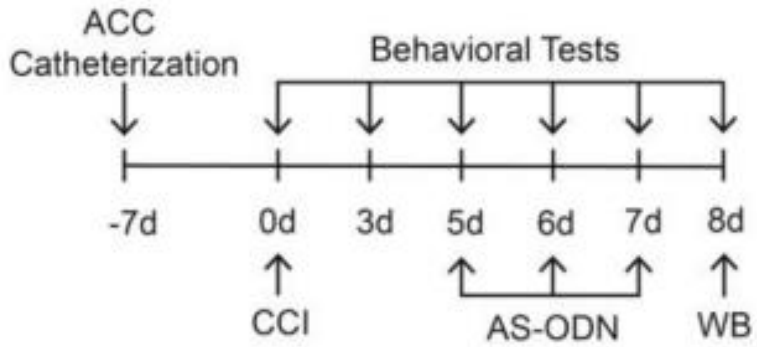 ACC
Catheterization
Behavioral Tests
-7d 0d 3d 5d 6d 7d 8d
CCI AS-ODN WB